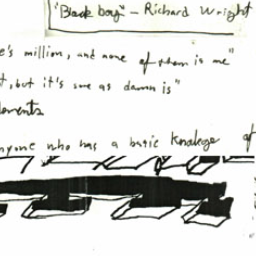 "Black boy" — Richard Wright
e's million, and none of them is me"
t, but it's sure as damn is"
lements
nyone who has a basic knowlege of